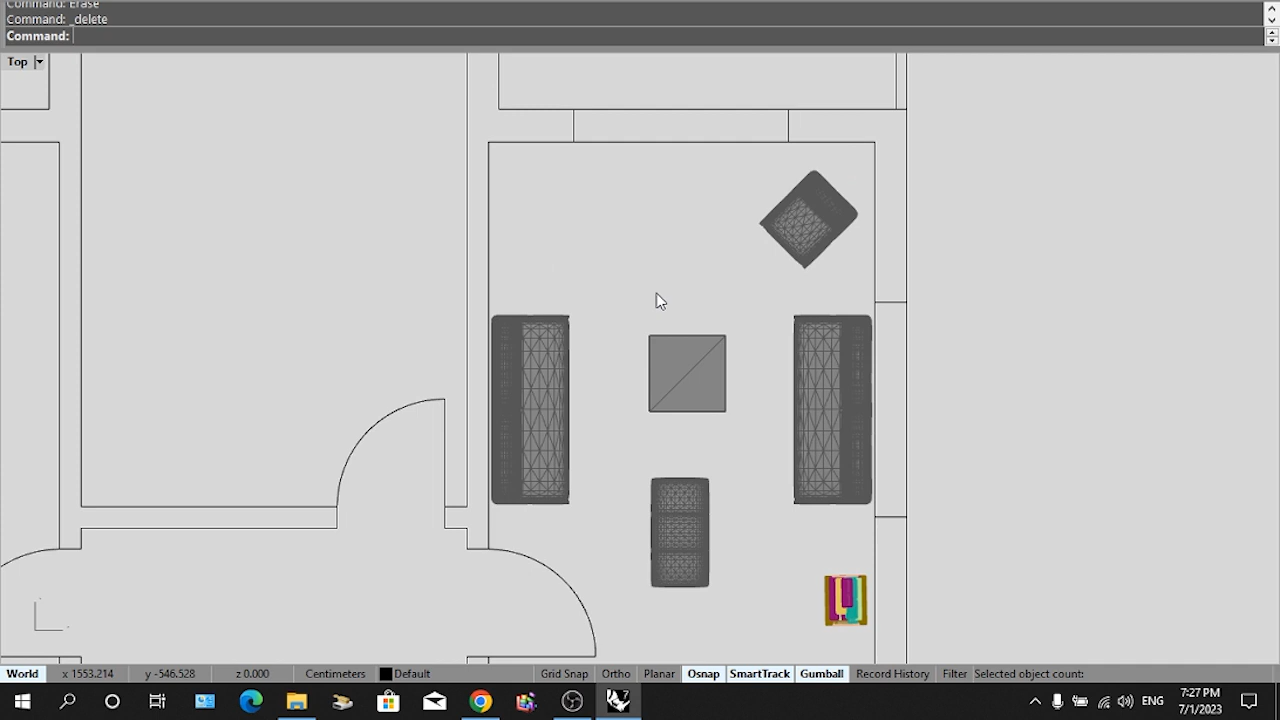 Command: Erase
Command: _delete
Command:
Top
World x 1553.214 y -546.528 z 0.000 Centimeters Default Grid Snap Ortho Planar Osnap SmartTrack Gumball Record History Filter Selected object count:
ENG
7:27 PM
7/1/2023